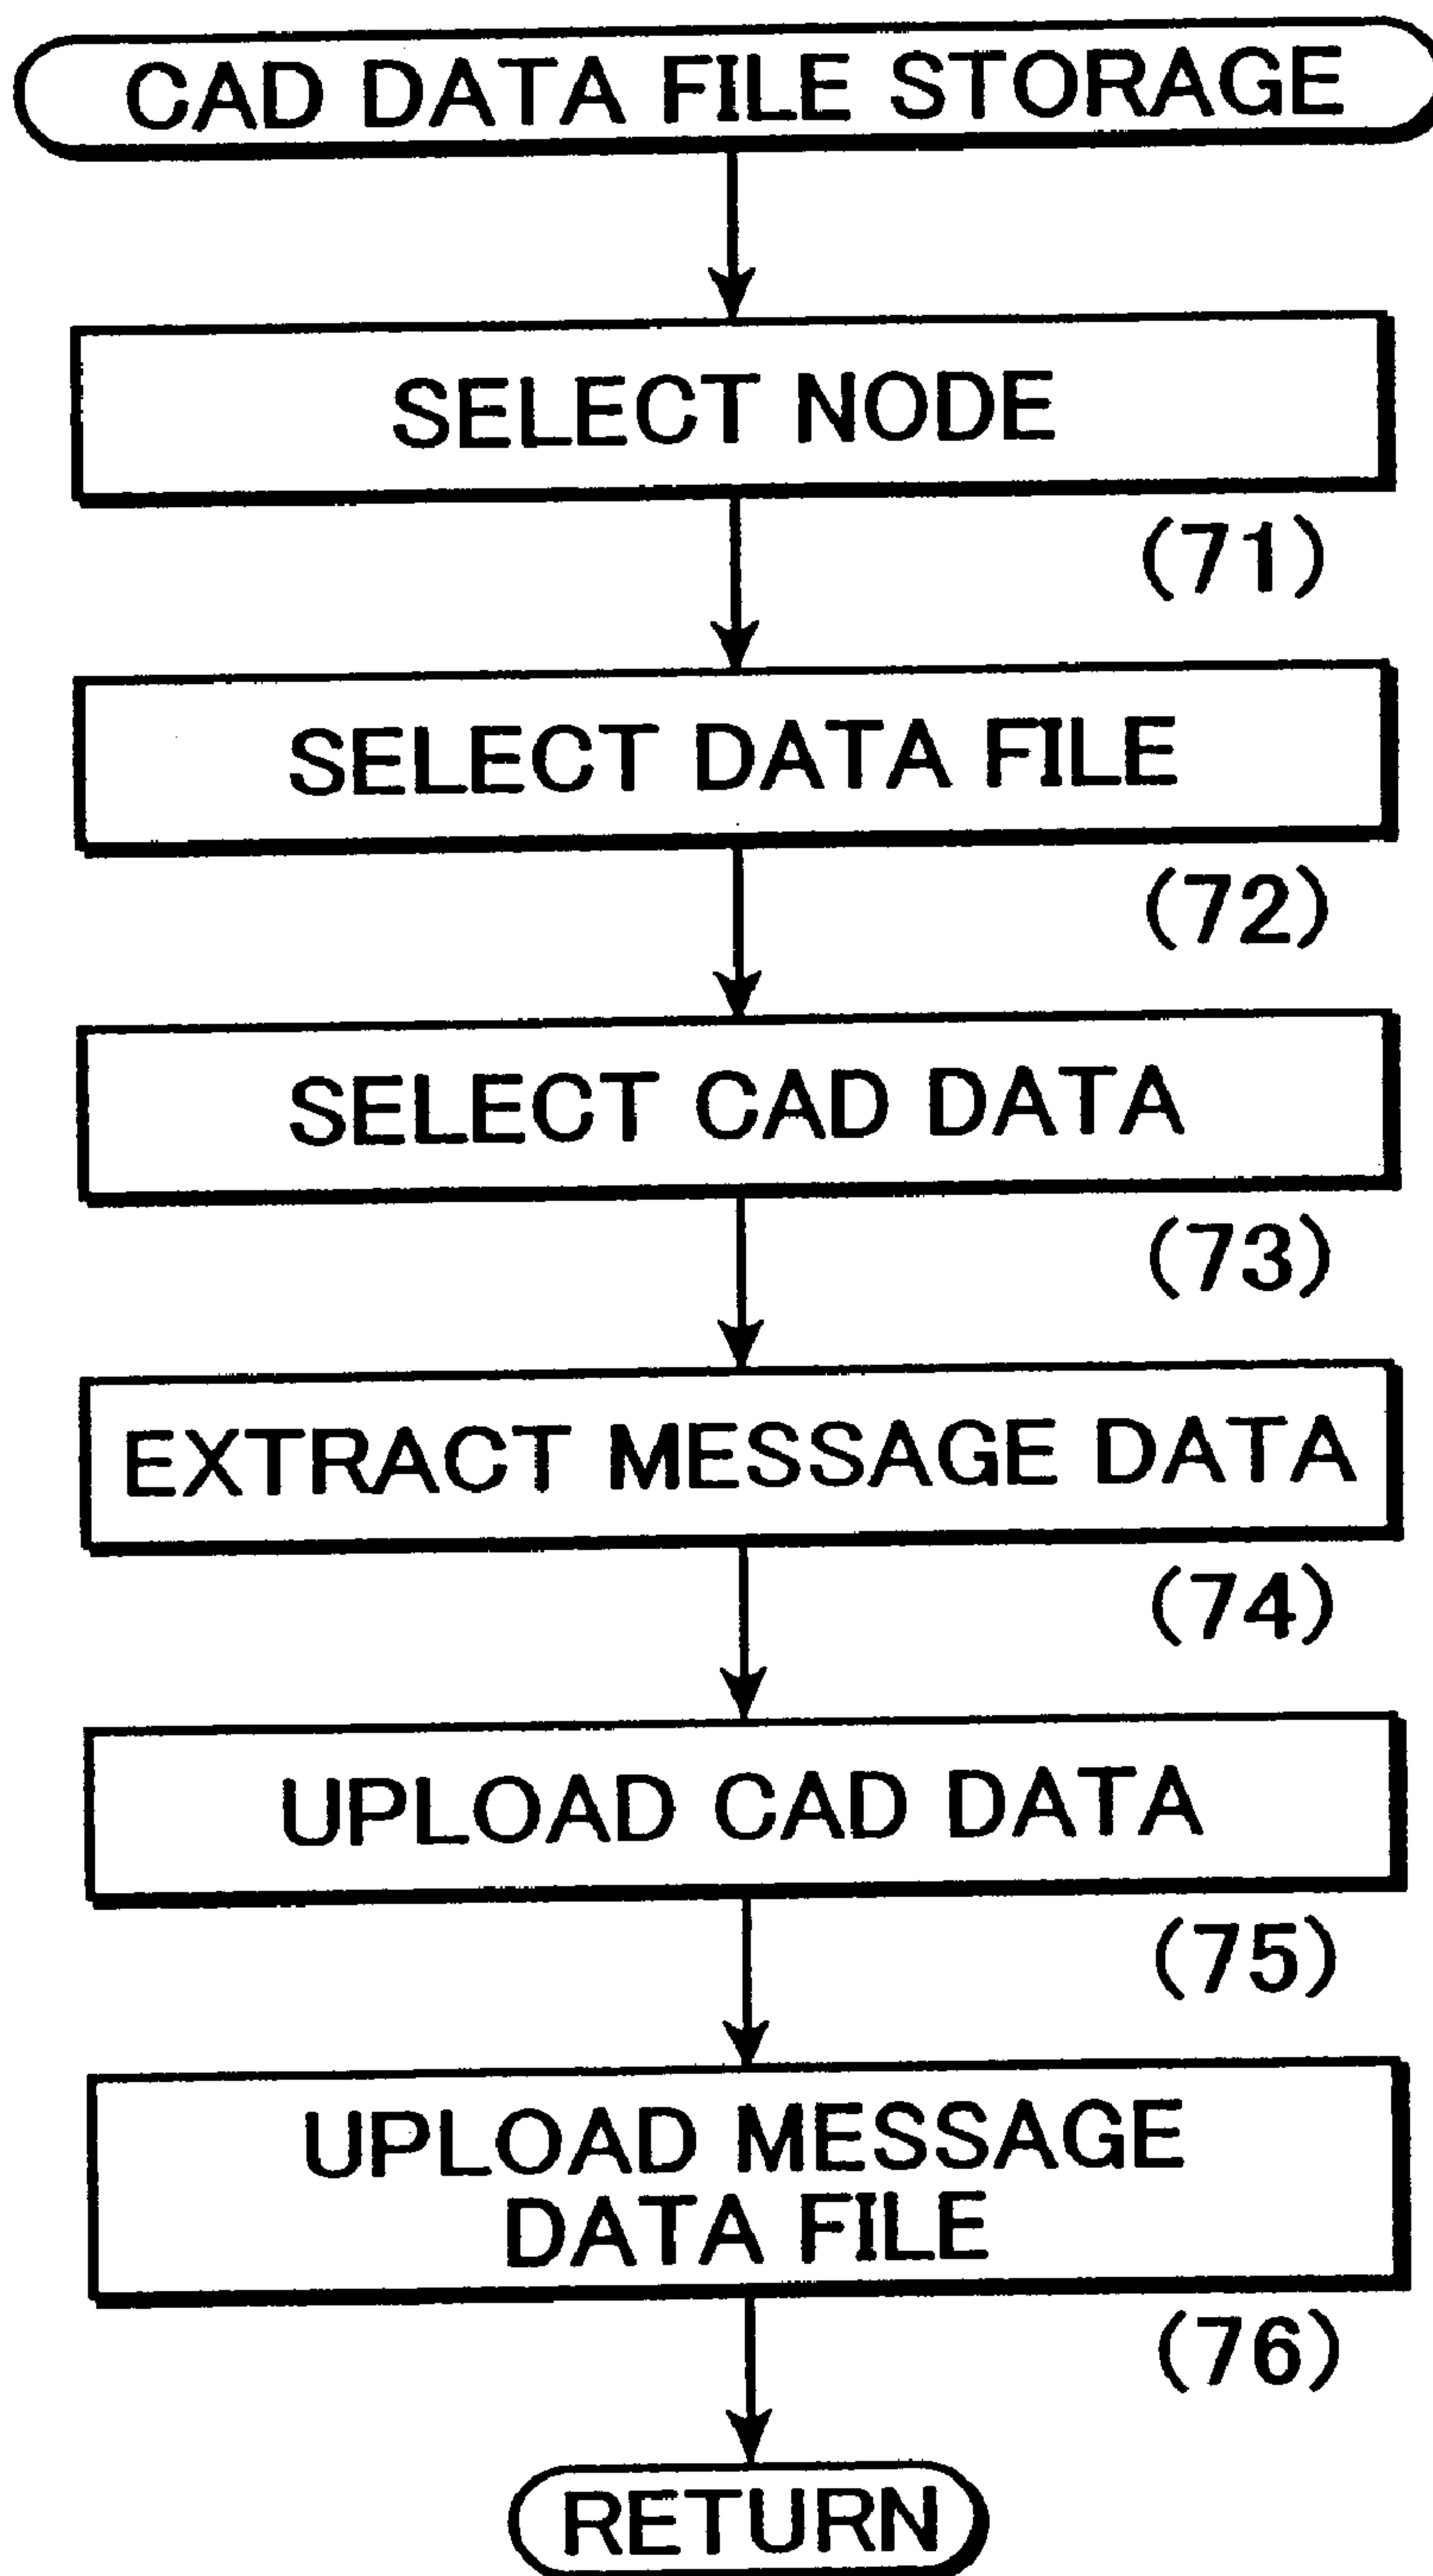 CAD DATA FILE STORAGE
SELECT NODE
(71)
SELECT DATA FILE
(72)
SELECT CAD DATA
(73)
EXTRACT MESSAGE DATA
(74)
UPLOAD CAD DATA
(75)
UPLOAD MESSAGE
DATA FILE
(76)
RETURN